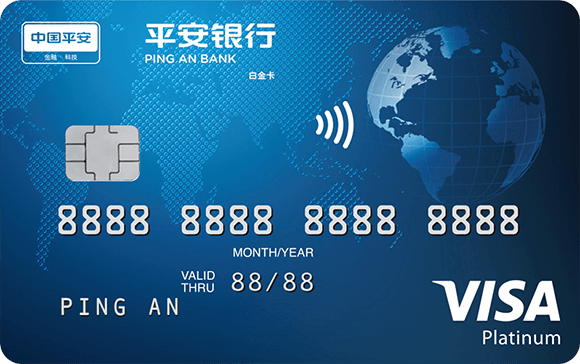 中国平安
金融·科技
平安银行
PING AN BANK
白金卡
8888 8888 8888 8888
MONTH/YEAR
VALID THRU 88/88
PING AN
VISA
Platinum